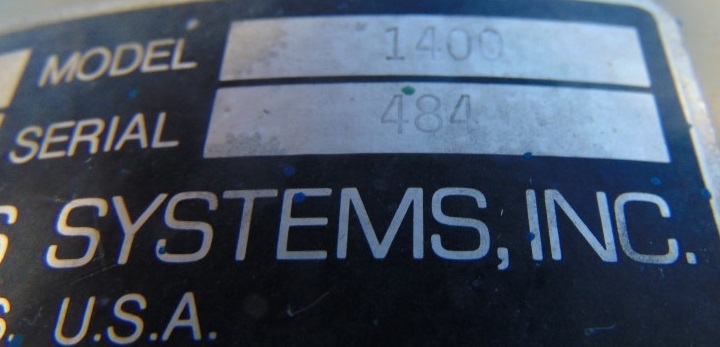 MODEL 1400
SERIAL 484
S SYSTEMS, INC.
S. U.S.A.